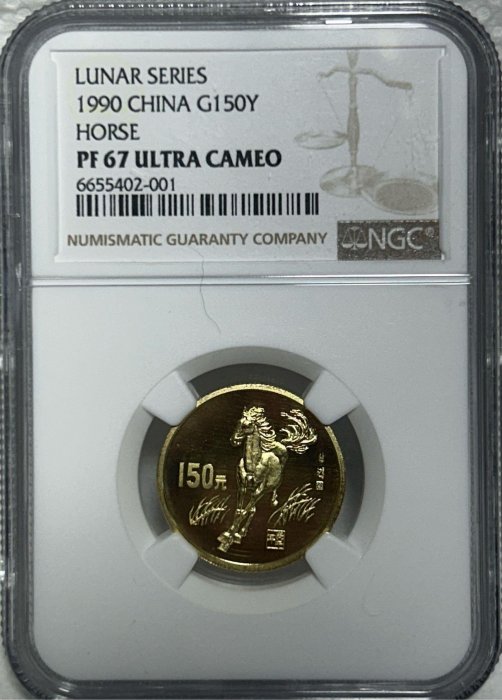 LUNAR SERIES
1990 CHINA G150Y
HORSE
PF 67 ULTRA CAMEO
6655402-001
NUMISMATIC GUARANTY COMPANY
NGC®
150元